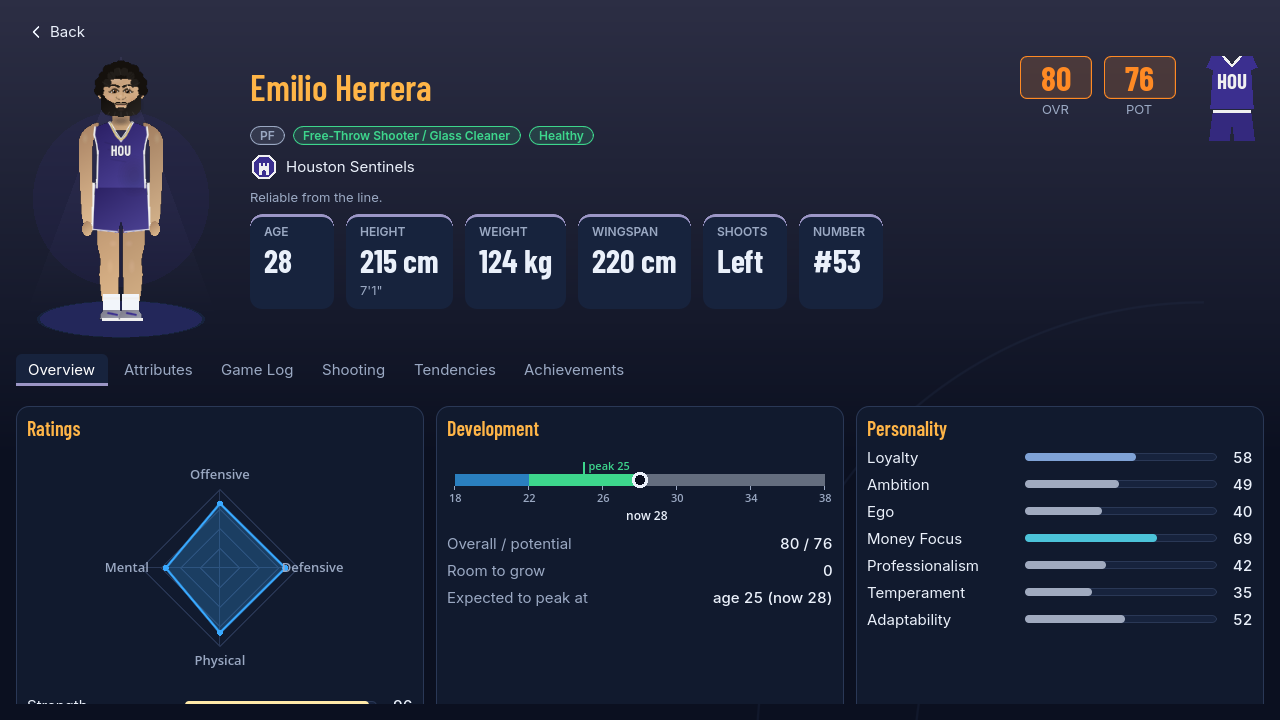 Back
Emilio Herrera
80
OVR
76
POT
HOU
HOU
PF
Free-Throw Shooter / Glass Cleaner
Healthy
Houston Sentinels
Reliable from the line.
AGE
28
HEIGHT
215 cm
7'1"
WEIGHT
124 kg
WINGSPAN
220 cm
SHOOTS
Left
NUMBER
#53
Overview
Attributes
Game Log
Shooting
Tendencies
Achievements
Ratings
Offensive
Mental
Defensive
Physical
Strength
Development
peak 25
18 22 26 30 34 38
now 28
Overall / potential 80 / 76
Room to grow 0
Expected to peak at age 25 (now 28)
Personality
Loyalty 58
Ambition 49
Ego 40
Money Focus 69
Professionalism 42
Temperament 35
Adaptability 52